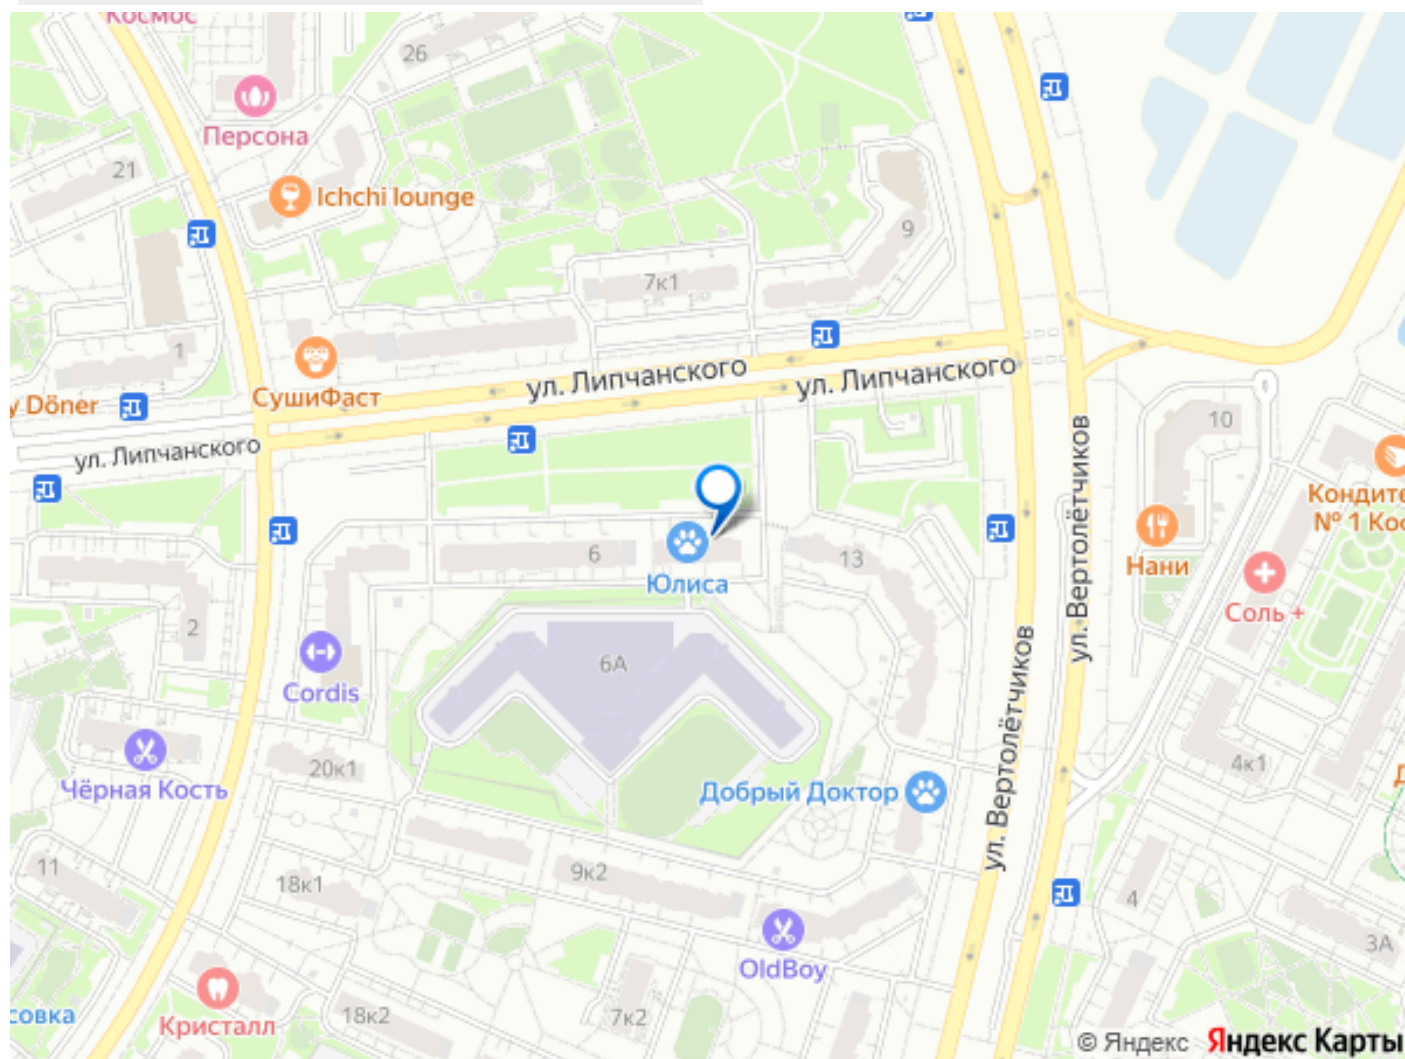 Космос
26
Персона
21
Ichchi lounge
9
7к1
1
СушиФаст
y Döner
ул. Липчанского
ул. Липчанского
ул. Липчанского
10
Кондите
№ 1 Кос
ул. Вертолётчиков
Нани
Соль +
6
Юлиса
13
2
6А
Cordis
ул. Вертолётчиков
20к1
Чёрная Кость
Добрый Доктор
4к1
Д
11
18к1
9к2
4
OldBoy
3А
Кристалл
совка
18к2
7к2
© Яндекс Яндекс Карты